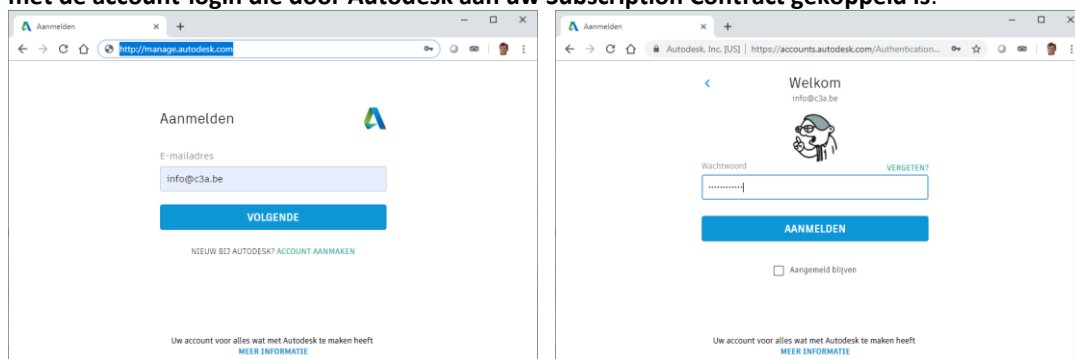 met de account-login die door Autodesk aan uw Subscription Contract gekoppeld is.
Aanmelden
http://manage.autodesk.com
Aanmelden
E-mailadres
info@c3a.be
VOLGENDE
NIEUW BIJ AUTODESK? ACCOUNT AANMAKEN
Uw account voor alles wat met Autodesk te maken heeft
MEER INFORMATIE
Aanmelden
Autodesk, Inc. [US] | https://accounts.autodesk.com/Authentication...
Welkom
info@c3a.be
Wachtwoord VERGETEN?
············
AANMELDEN
Aangemeld blijven
Uw account voor alles wat met Autodesk te maken heeft
MEER INFORMATIE